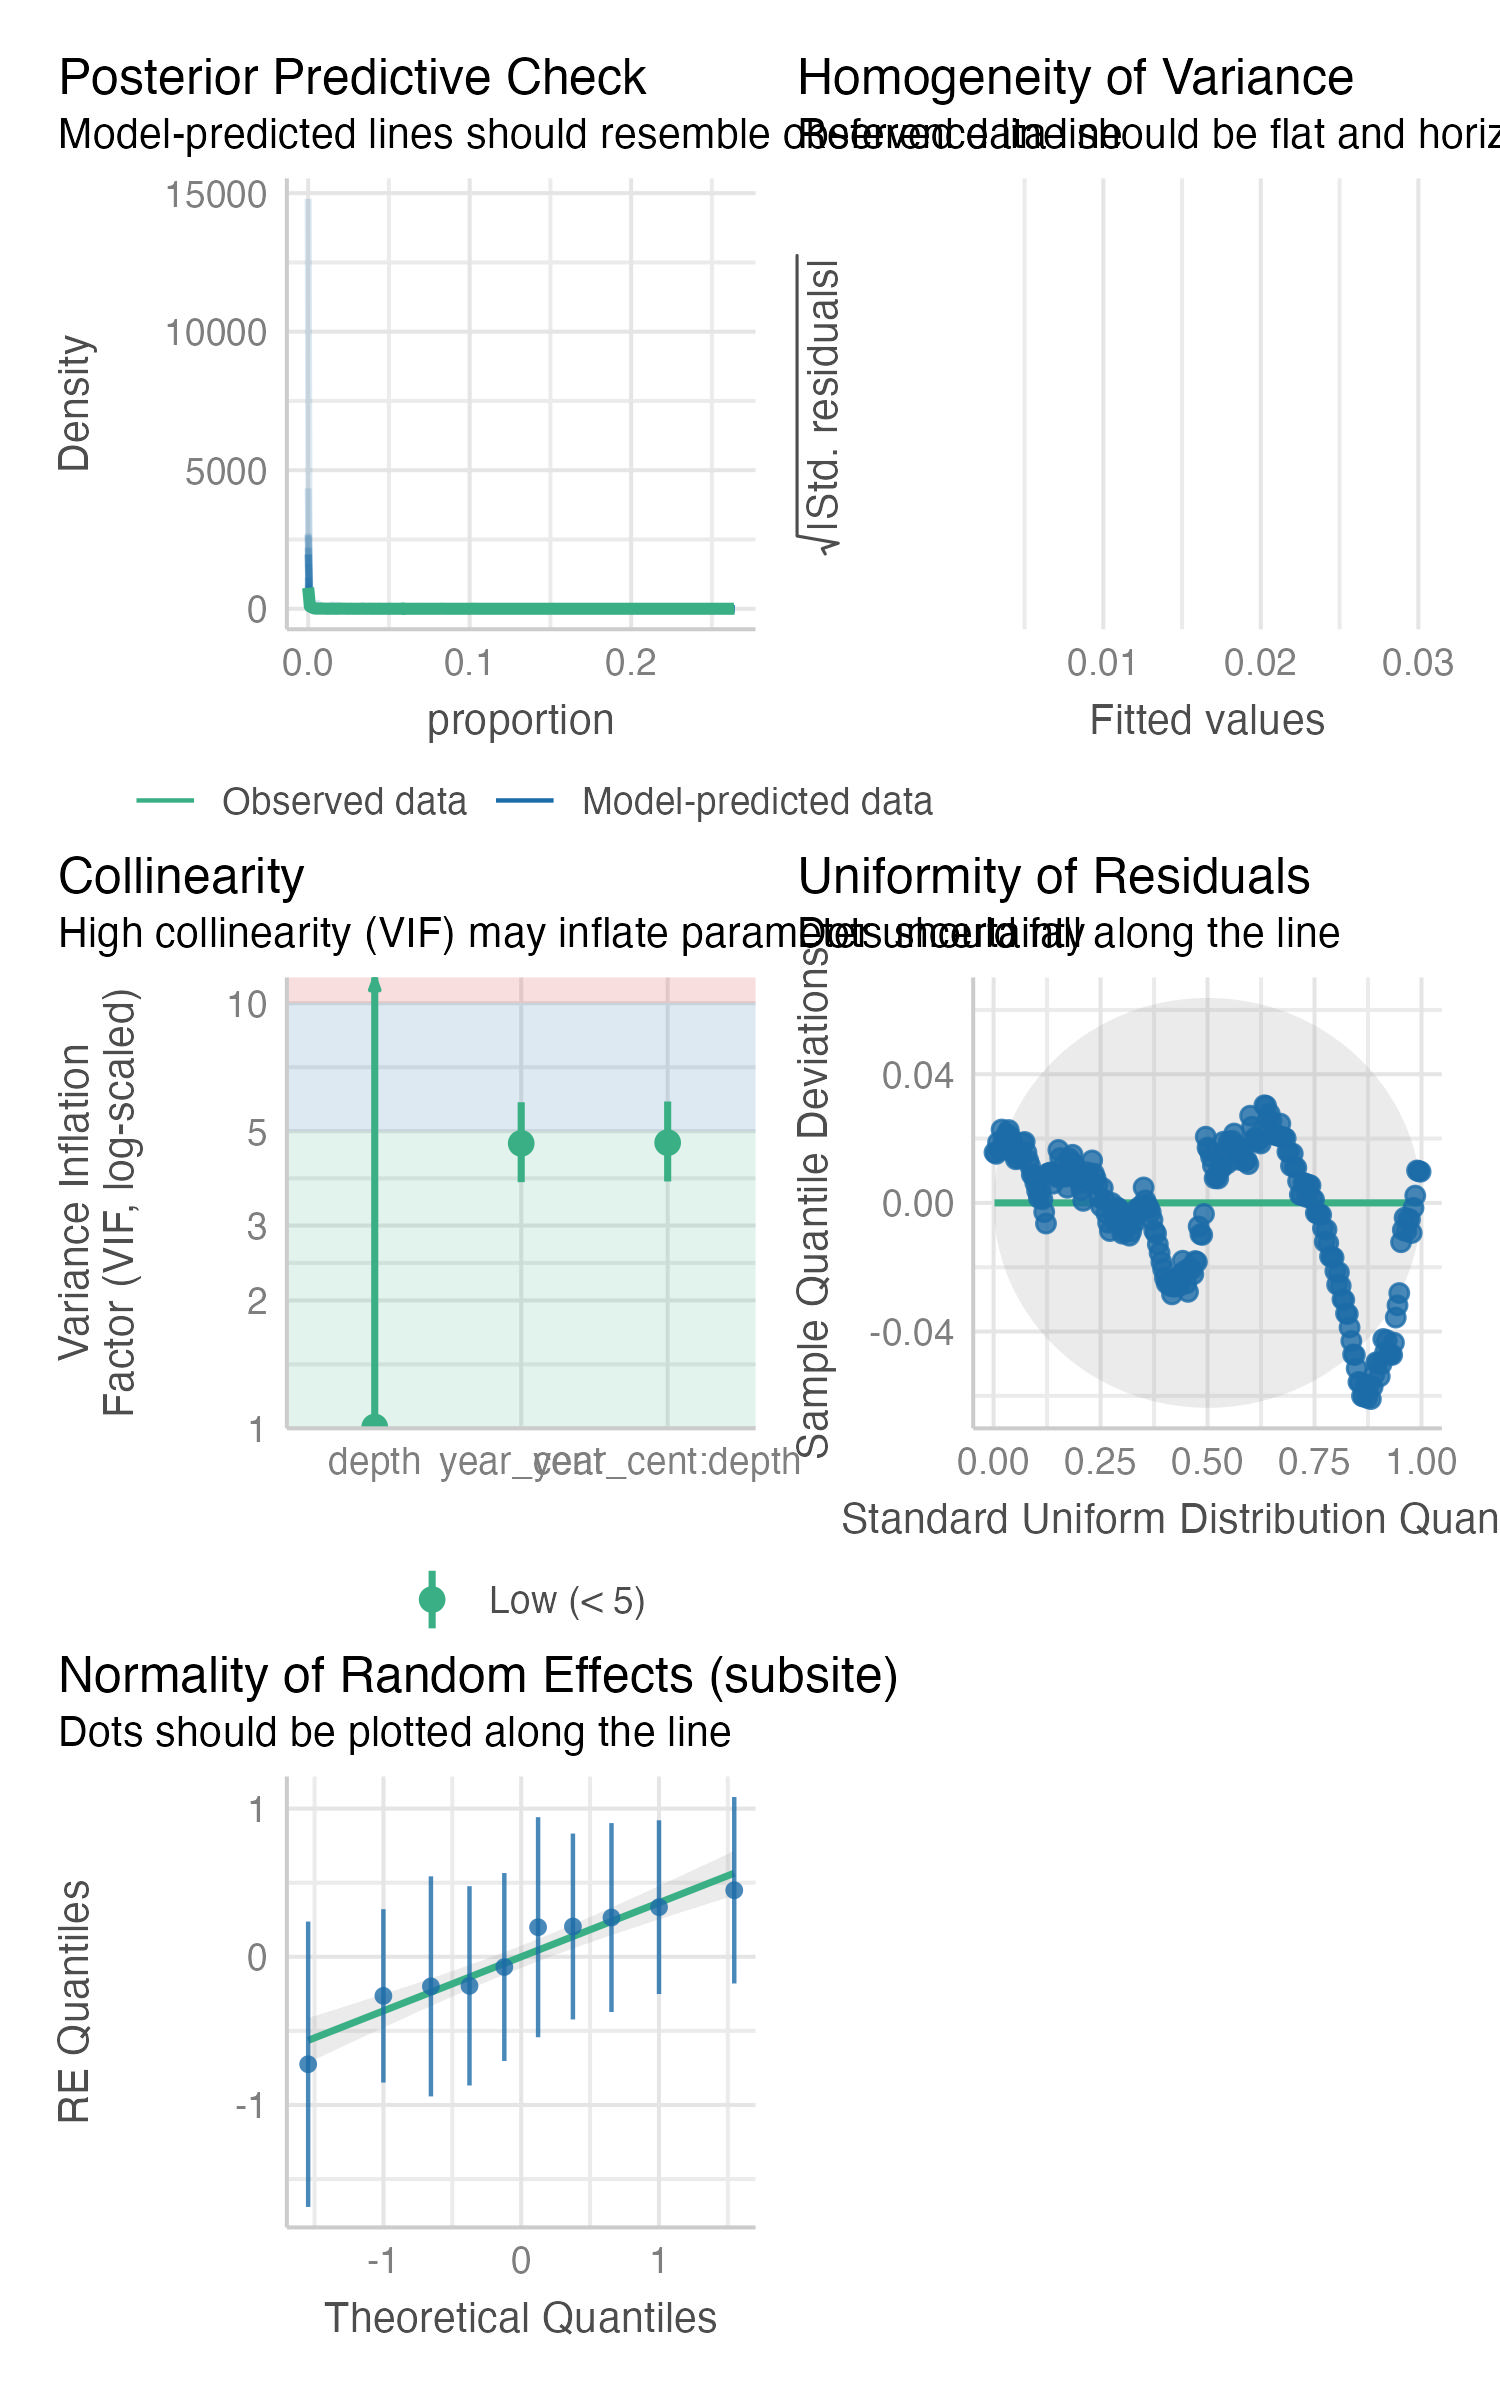 Posterior Predictive Check
Model-predicted lines should resemble observed data line
15000
10000
5000
0
Density
0.0 0.1 0.2
proportion
Observed data Model-predicted data
Homogeneity of Variance
Reference line should be flat and horiz
√|Std. residuals|
0.01 0.02 0.03
Fitted values
Collinearity
High collinearity (VIF) may inflate parameter uncertainty
Variance Inflation
Factor (VIF, log-scaled)
10
5
3
2
1
depth year_cent year_cent:depth
Low (< 5)
Uniformity of Residuals
Dots should fall along the line
Sample Quantile Deviations
0.04
0.00
-0.04
0.00 0.25 0.50 0.75 1.00
Standard Uniform Distribution Quan
Normality of Random Effects (subsite)
Dots should be plotted along the line
RE Quantiles
1
0
-1
-1 0 1
Theoretical Quantiles